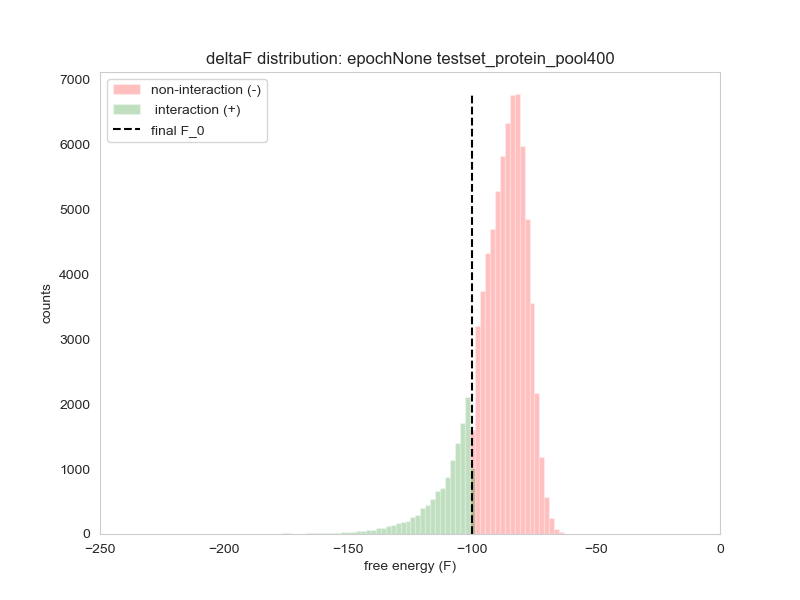 deltaF distribution: epochNone testset_protein_pool400
non-interaction (-)
interaction (+)
final F_0
counts
7000
6000
5000
4000
3000
2000
1000
0
−250
−200
−150
−100
−50
0
free energy (F)